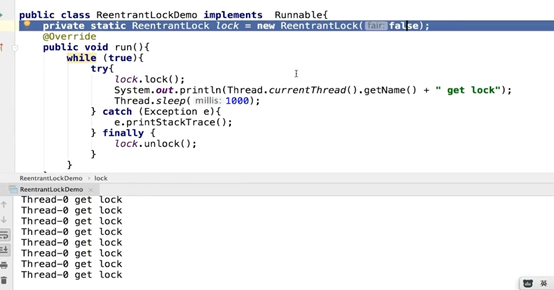 public class ReentrantLockDemo implements Runnable{
private static ReentrantLock lock = new ReentrantLock( fair: false);
@Override
public void run(){
while (true){
try{
lock.lock();
System.out.println(Thread.currentThread().getName() + " get lock");
Thread.sleep( millis: 1000);
} catch (Exception e){
e.printStackTrace();
} finally {
lock.unlock();
}
}
ReentrantLockDemo > lock
ReentrantLockDemo ×
Thread-0 get lock
Thread-0 get lock
Thread-0 get lock
Thread-0 get lock
Thread-0 get lock
Thread-0 get lock
Thread-0 get lock
Thread-0 get lock